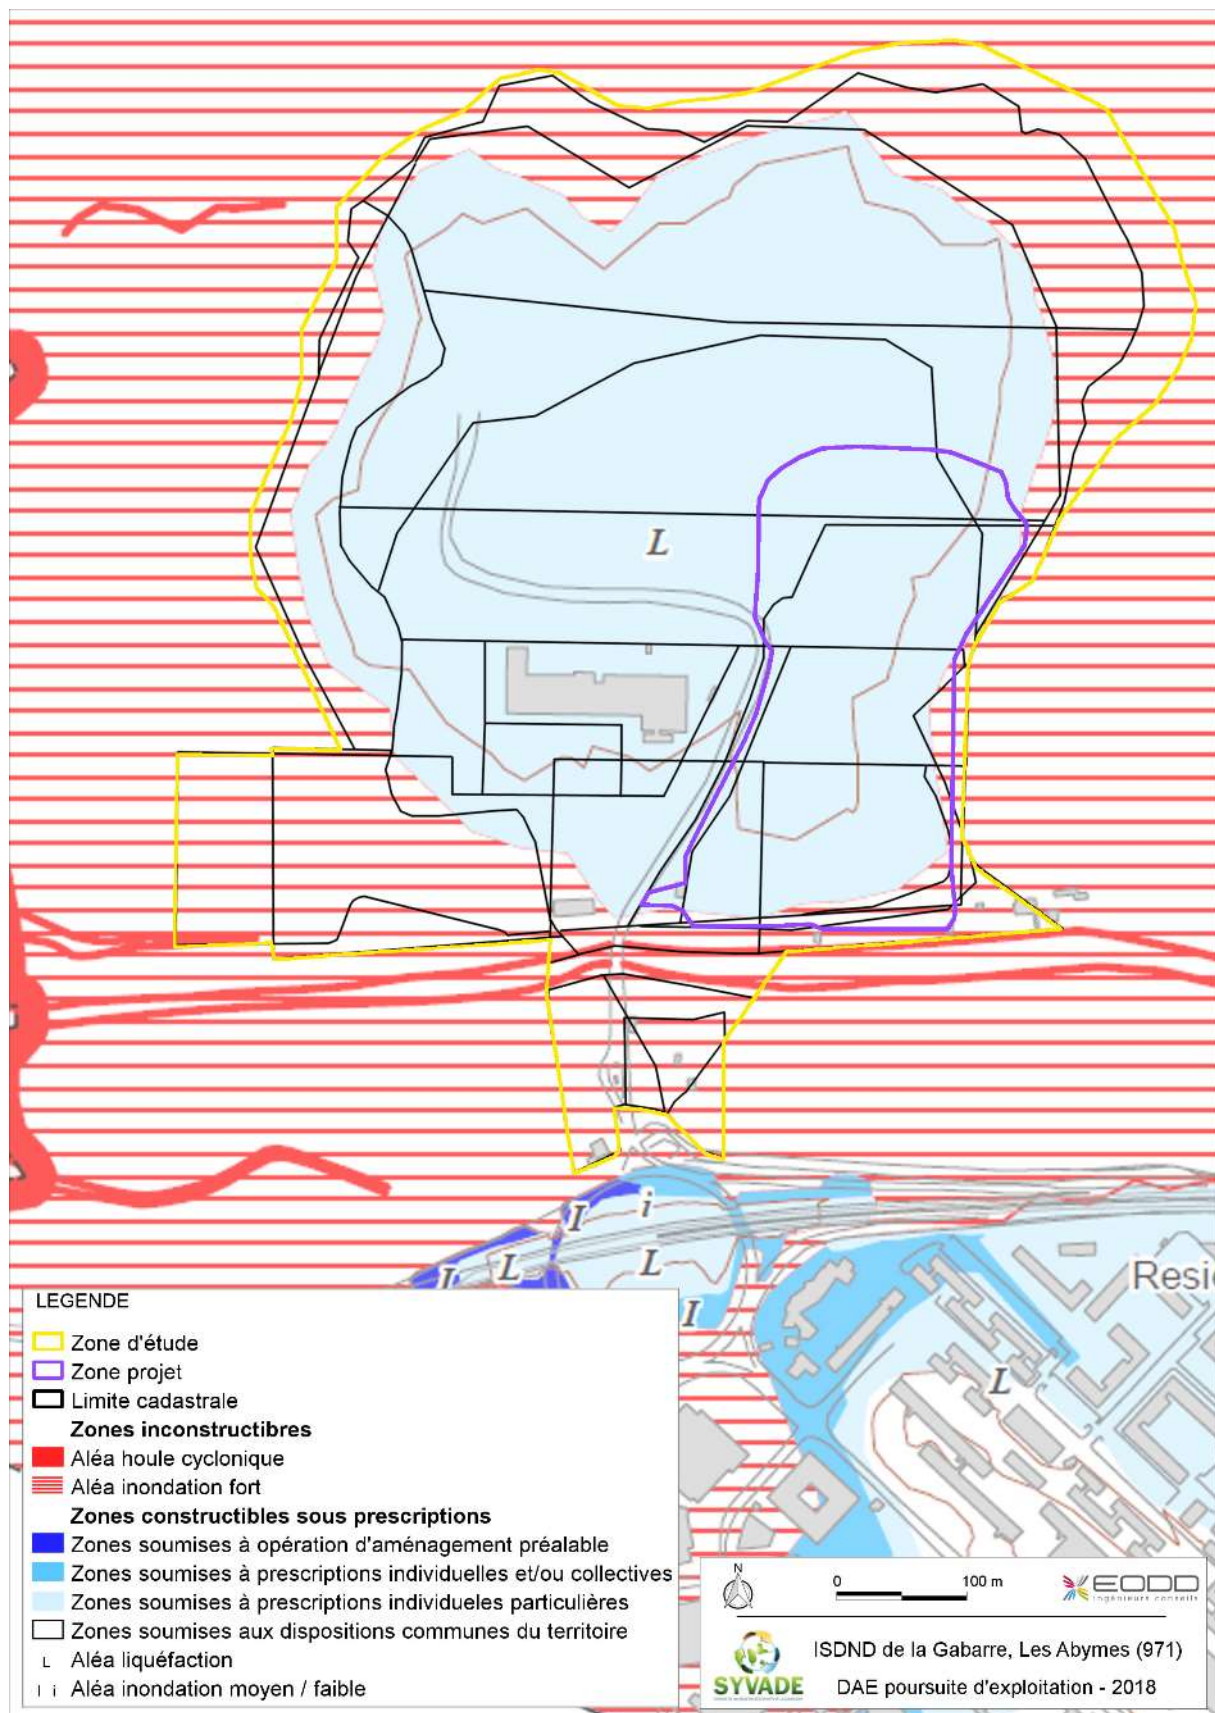 L
I
i
L
L
I
I
Resi
L
LEGENDE
Zone d'étude
Zone projet
Limite cadastrale
Zones inconstructibres
Aléa houle cyclonique
Aléa inondation fort
Zones constructibles sous prescriptions
Zones soumises à opération d'aménagement préalable
Zones soumises à prescriptions individuelles et/ou collectives
Zones soumises à prescriptions individueles particulières
Zones soumises aux dispositions communes du territoire
L Aléa liquéfaction
I i Aléa inondation moyen / faible
N
0 100 m
EODD
ingénieurs conseils
SYVADE
ISDND de la Gabarre, Les Abymes (971)
DAE poursuite d'exploitation - 2018